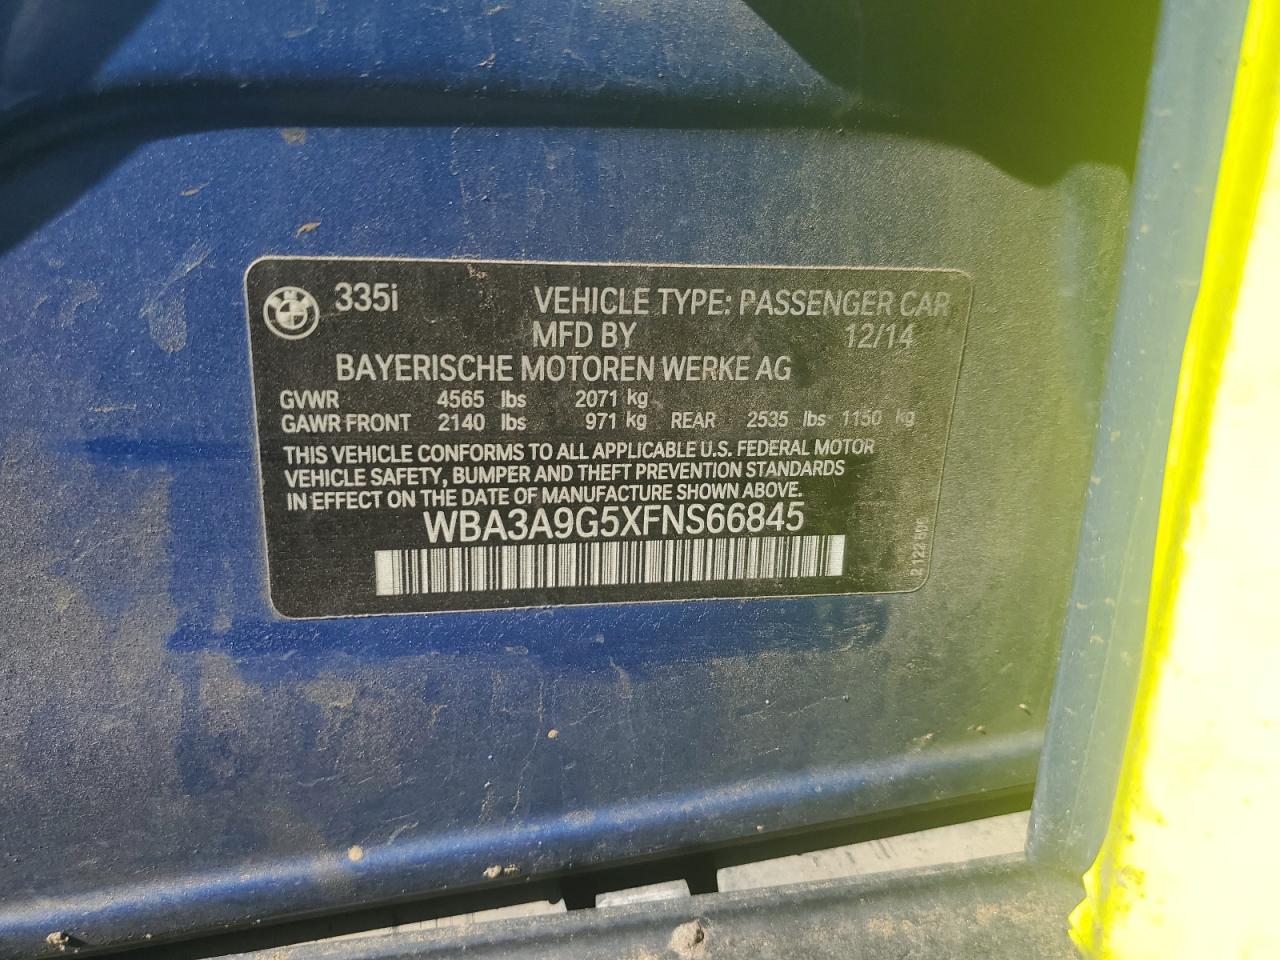 335i VEHICLE TYPE: PASSENGER CAR
MFD BY 12/14
BAYERISCHE MOTOREN WERKE AG
GVWR 4565 lbs 2071 kg
GAWR FRONT 2140 lbs 971 kg REAR 2535 lbs 1150 kg
THIS VEHICLE CONFORMS TO ALL APPLICABLE U.S. FEDERAL MOTOR
VEHICLE SAFETY, BUMPER AND THEFT PREVENTION STANDARDS
IN EFFECT ON THE DATE OF MANUFACTURE SHOWN ABOVE.
WBA3A9G5XFNS66845